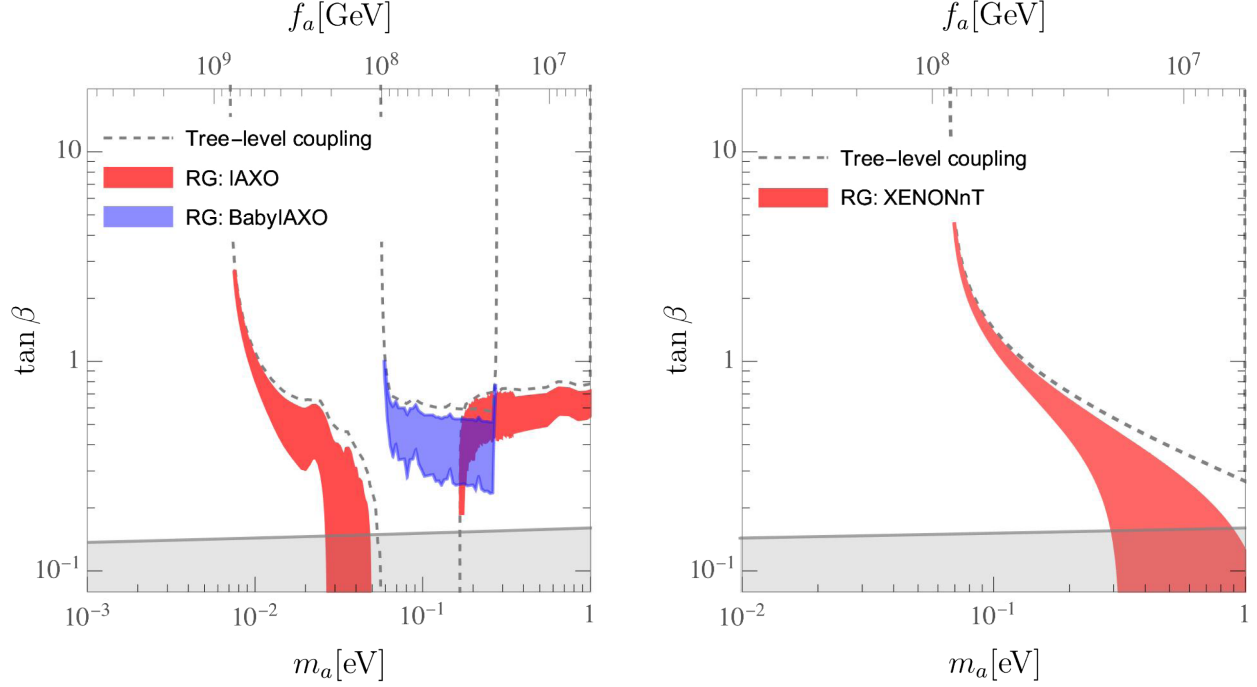 f_a[GeV]
10^9 10^8 10^7
Tree-level coupling
RG: IAXO
RG: BabyIAXO
10
1
10^−1
tan β
10^−3 10^−2 10^−1 1
m_a[eV]
f_a[GeV]
10^8 10^7
Tree-level coupling
RG: XENONnT
10
1
10^−1
tan β
10^−2 10^−1 1
m_a[eV]